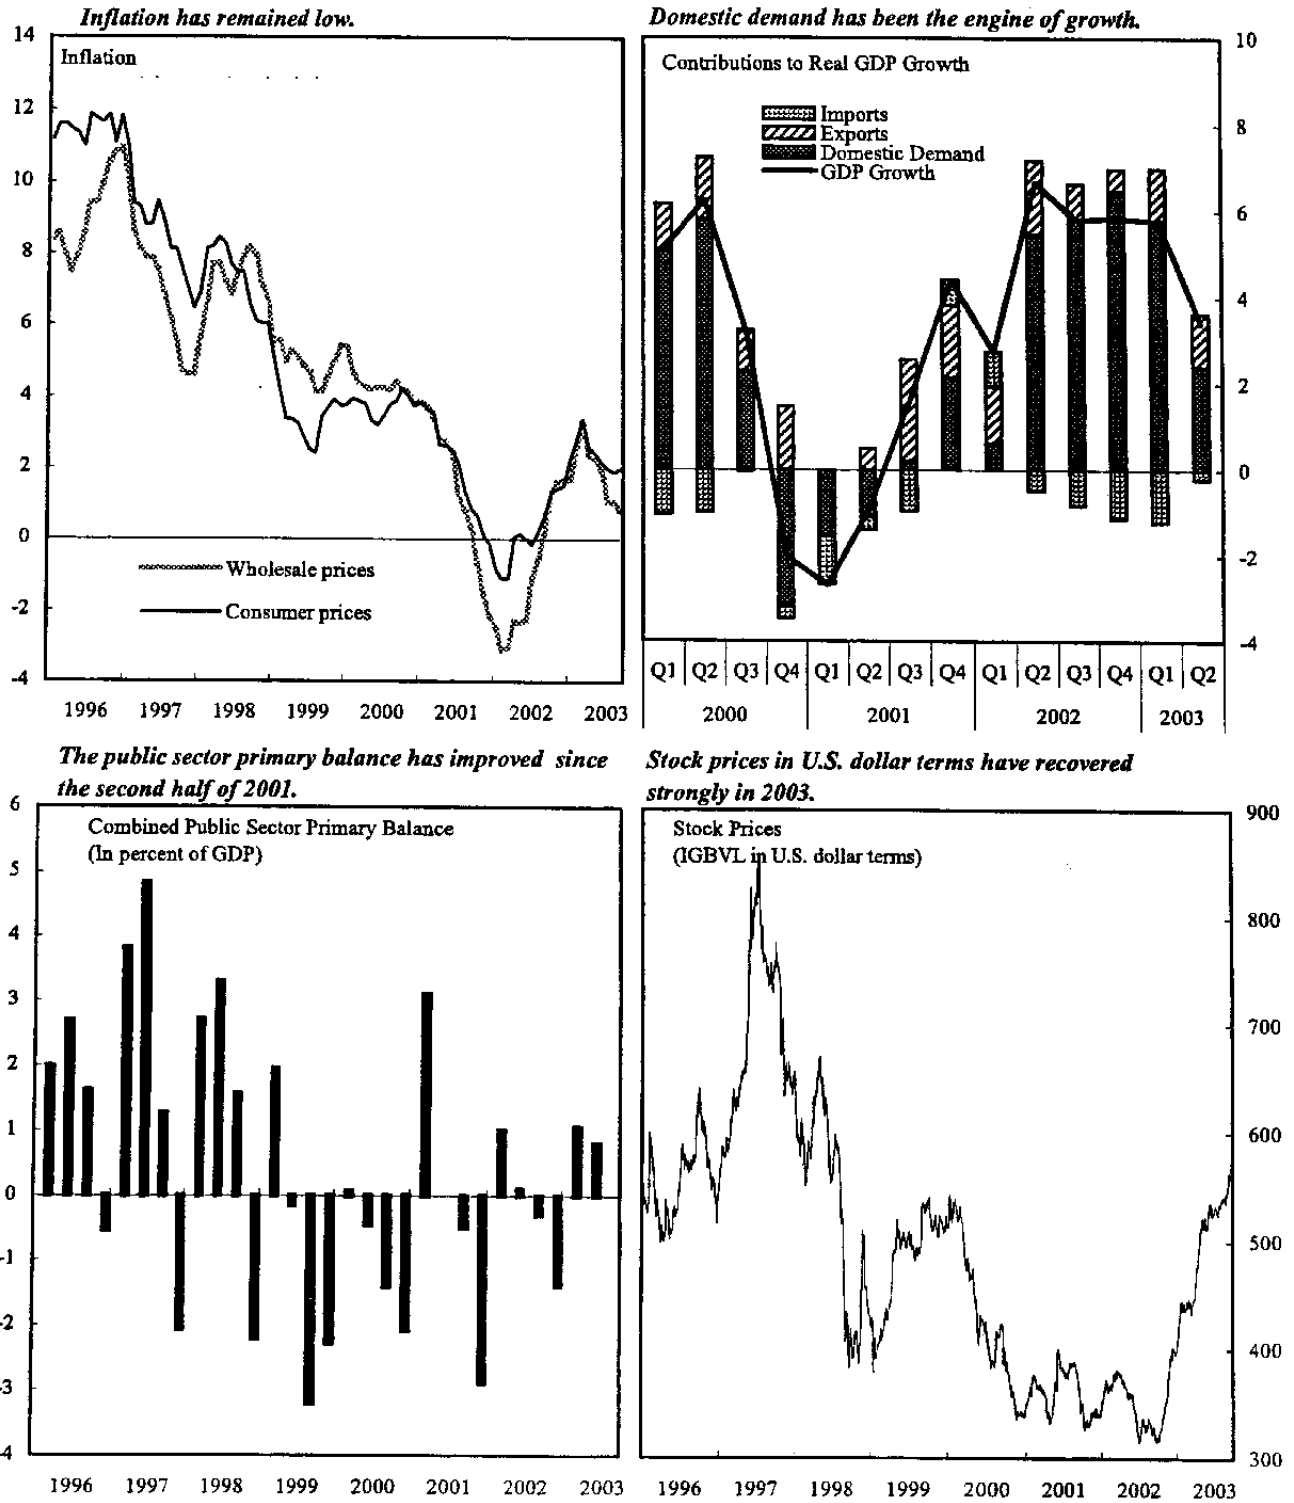 Inflation has remained low.
14
12
10
8
6
4
2
0
-2
-4
Inflation
Wholesale prices
Consumer prices
1996 1997 1998 1999 2000 2001 2002 2003
Domestic demand has been the engine of growth.
Contributions to Real GDP Growth
Imports
Exports
Domestic Demand
GDP Growth
10
8
6
4
2
0
-2
-4
Q1 Q2 Q3 Q4 Q1 Q2 Q3 Q4 Q1 Q2 Q3 Q4 Q1 Q2
2000 2001 2002 2003
The public sector primary balance has improved since
the second half of 2001.
6
5
4
3
2
1
0
-1
-2
-3
-4
Combined Public Sector Primary Balance
(In percent of GDP)
1996 1997 1998 1999 2000 2001 2002 2003
Stock prices in U.S. dollar terms have recovered
strongly in 2003.
Stock Prices
(IGBVL in U.S. dollar terms)
900
800
700
600
500
400
300
1996 1997 1998 1999 2000 2001 2002 2003